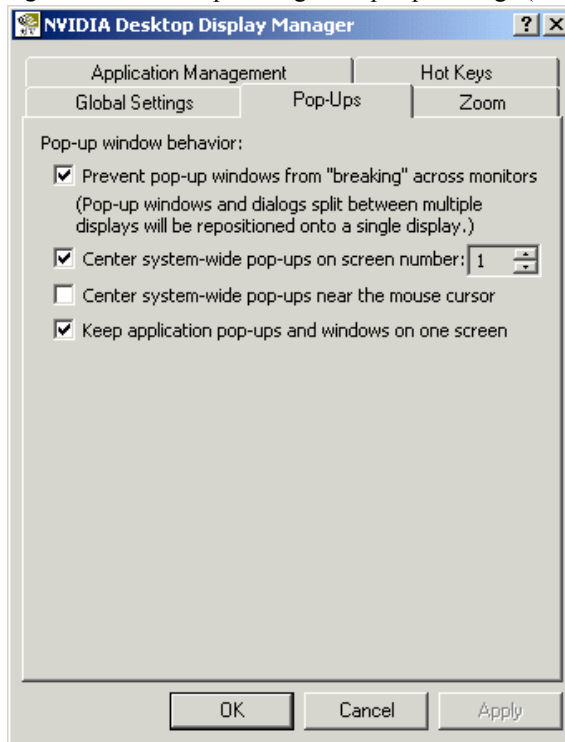 NVIDIA Desktop Display Manager
Application Management Hot Keys
Global Settings Pop-Ups Zoom
Pop-up window behavior:
Prevent pop-up windows from "breaking" across monitors
(Pop-up windows and dialogs split between multiple
displays will be repositioned onto a single display.)
Center system-wide pop-ups on screen number: 1
Center system-wide pop-ups near the mouse cursor
Keep application pop-ups and windows on one screen
OK Cancel Apply